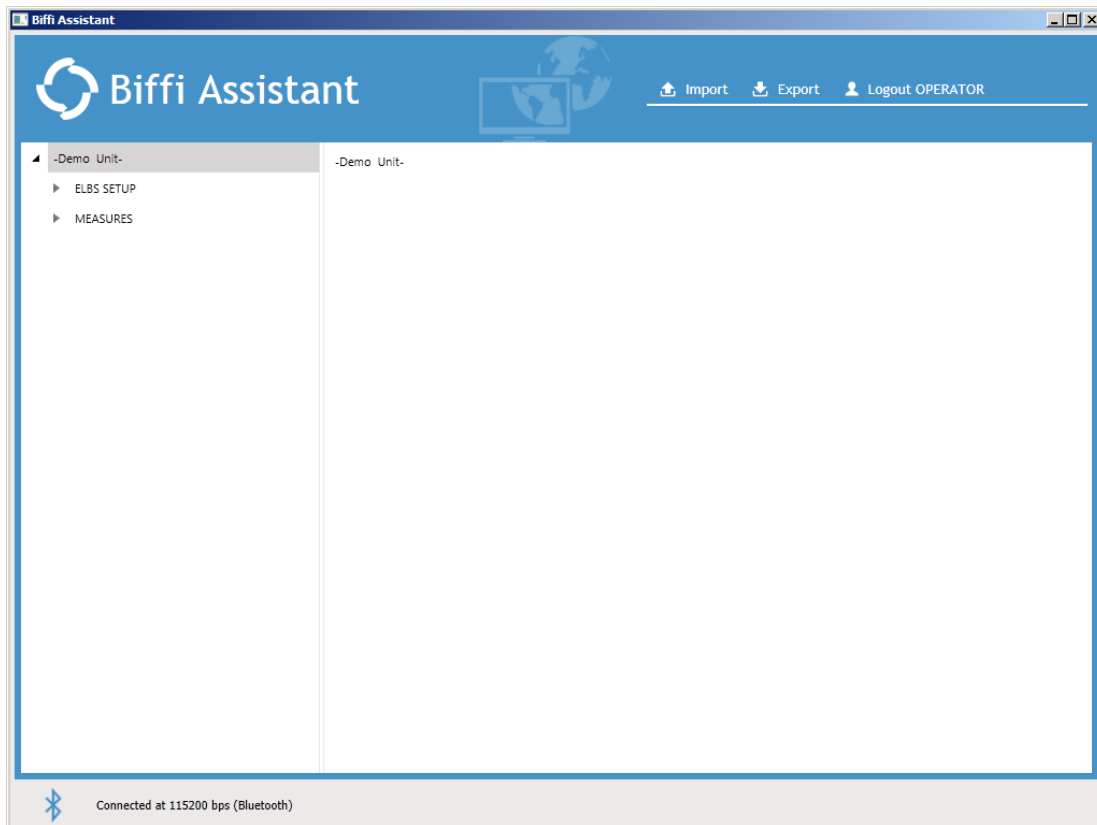 Biffi Assistant
Biffi Assistant
Import Export Logout OPERATOR
-Demo Unit-
-Demo Unit-
ELBS SETUP
MEASURES
Connected at 115200 bps (Bluetooth)